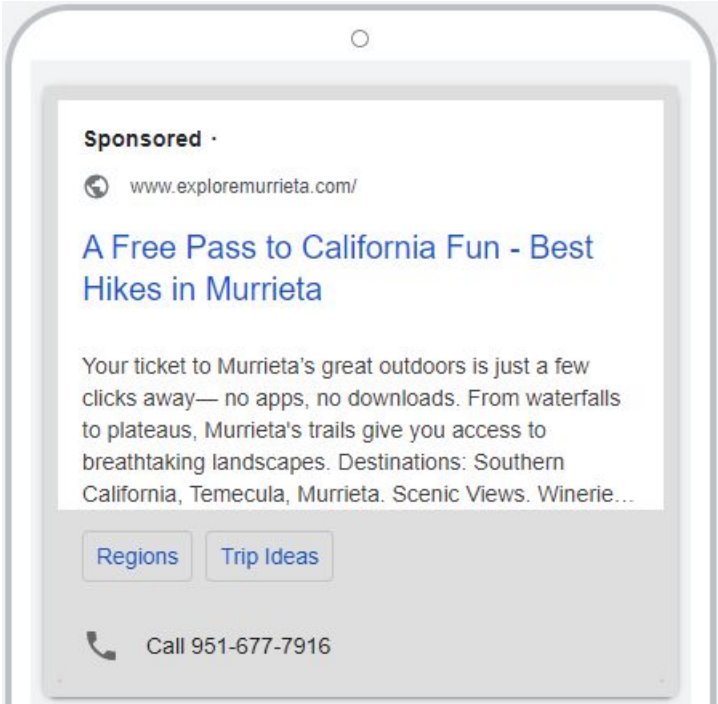 Sponsored ·
www.exploremurrieta.com/
A Free Pass to California Fun - Best
Hikes in Murrieta
Your ticket to Murrieta’s great outdoors is just a few
clicks away— no apps, no downloads. From waterfalls
to plateaus, Murrieta's trails give you access to
breathtaking landscapes. Destinations: Southern
California, Temecula, Murrieta. Scenic Views. Winerie…
Regions Trip Ideas
Call 951-677-7916